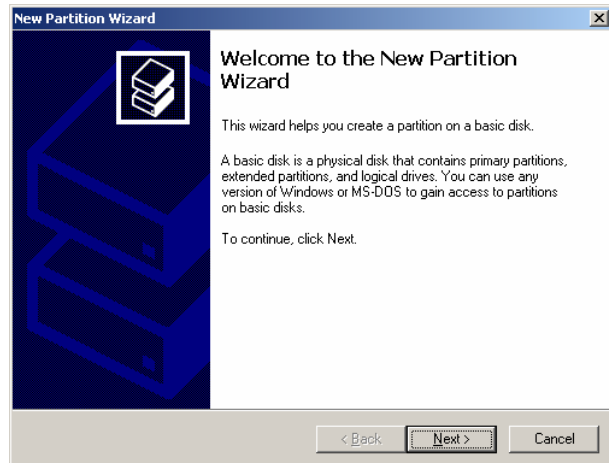 New Partition Wizard
Welcome to the New Partition
Wizard
This wizard helps you create a partition on a basic disk.
A basic disk is a physical disk that contains primary partitions,
extended partitions, and logical drives. You can use any
version of Windows or MS-DOS to gain access to partitions
on basic disks.
To continue, click Next.
< Back
Next >
Cancel